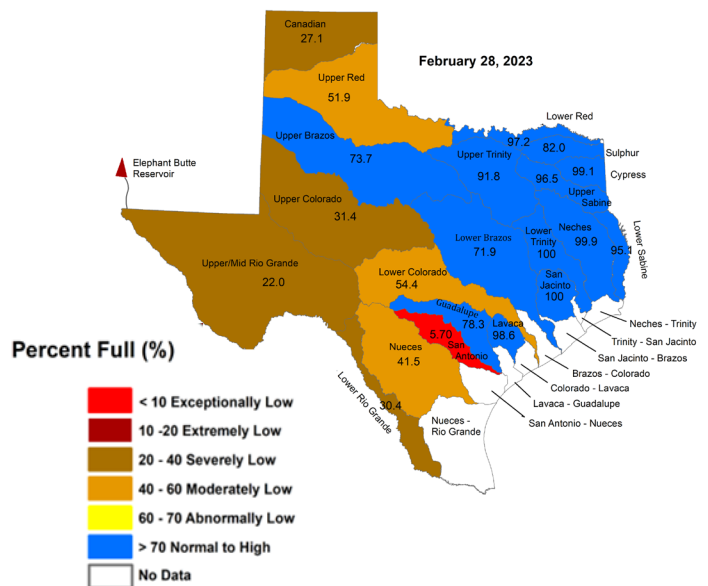 Canadian
27.1
February 28, 2023
Upper Red
51.9
Lower Red
Upper Brazos
73.7
Upper Trinity
91.8
97.2
82.0
Sulphur
Cypress
96.5
99.1
Upper
Sabine
Elephant Butte
Reservoir
Upper Colorado
31.4
Lower Brazos
71.9
Lower
Trinity
100
Neches
99.9
95.1
Lower Sabine
Upper/Mid Rio Grande
22.0
Lower Colorado
54.4
San
Jacinto
100
Guadalupe
78.3
Lavaca
98.6
5.70
San
Antonio
Nueces
41.5
Neches - Trinity
Trinity - San Jacinto
San Jacinto - Brazos
Brazos - Colorado
Colorado - Lavaca
Lavaca - Guadalupe
San Antonio - Nueces
Lower Rio Grande
30.4
Nueces -
Rio Grande
Percent Full (%)
< 10 Exceptionally Low
10 -20 Extremely Low
20 - 40 Severely Low
40 - 60 Moderately Low
60 - 70 Abnormally Low
> 70 Normal to High
No Data